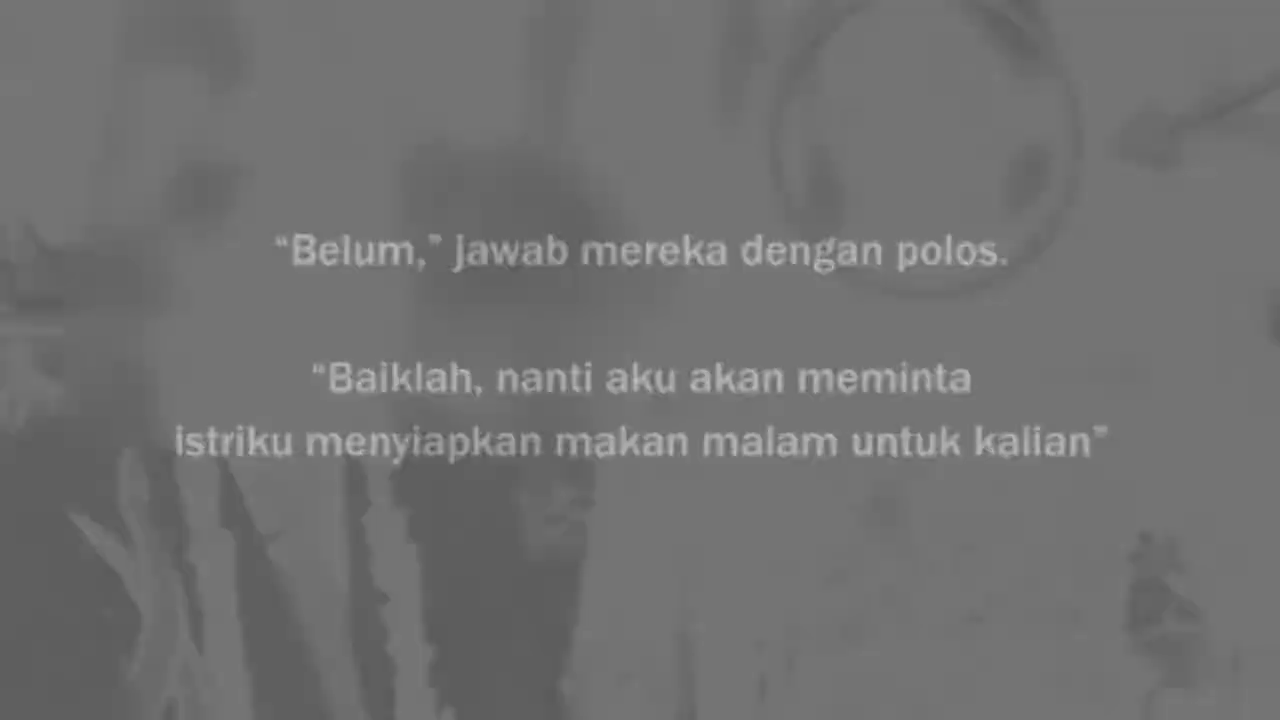 “Belum,” jawab mereka dengan polos.
“Baiklah, nanti aku akan meminta
istriku menyiapkan makan malam untuk kalian”